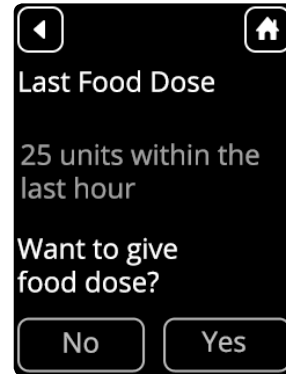 Last Food Dose
25 units within the
last hour
Want to give
food dose?
No Yes